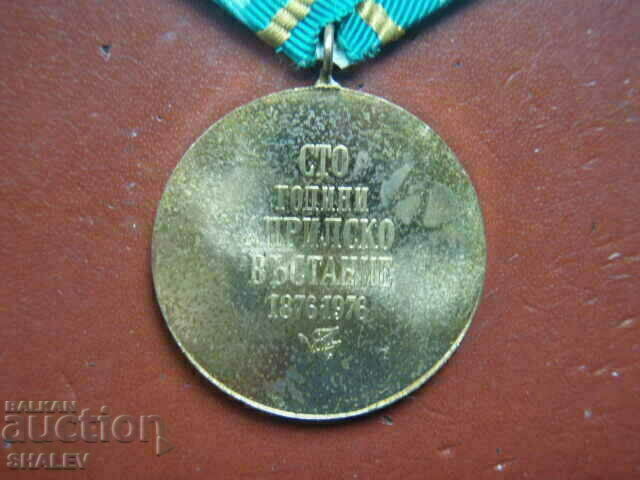 СТО
ГОДИНИ
АПРИЛСКО
ВЪСТАНИЕ
1876·1976
BALKAN
auction
SHALEV